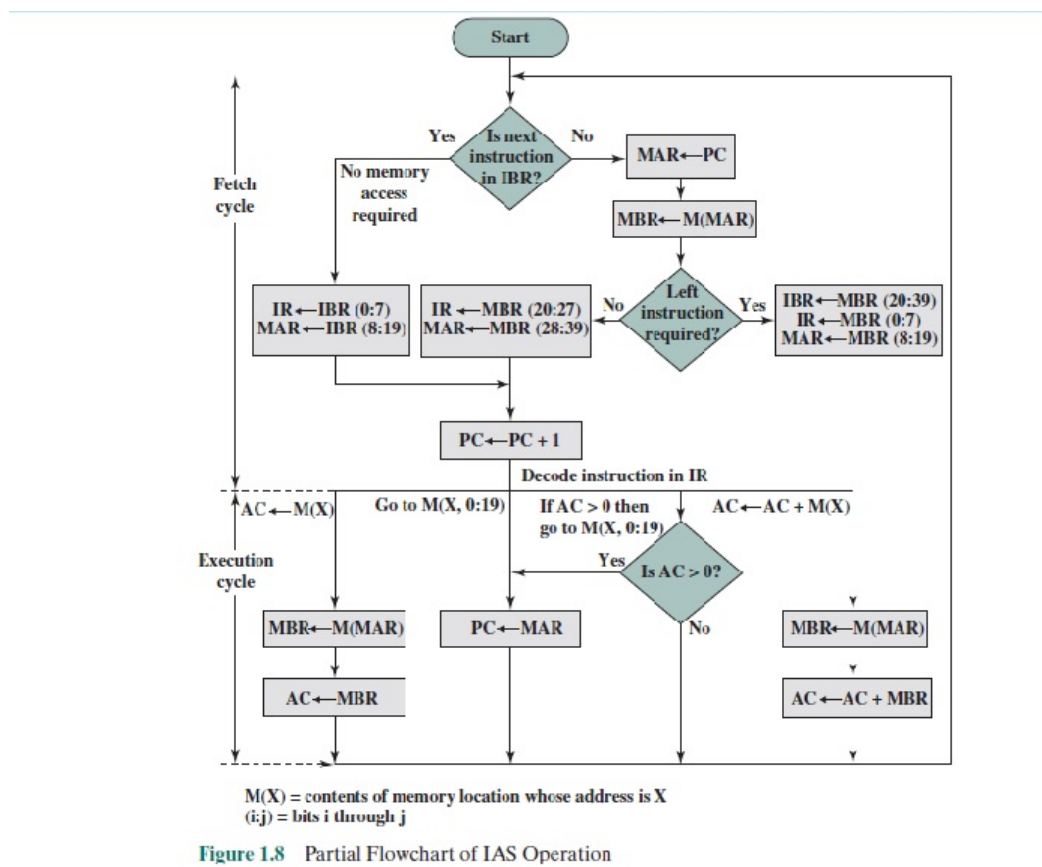 Start
Yes
Is next
instruction
in IBR?
No
MAR←PC
No memory
access
required
Fetch
cycle
MBR←M(MAR)
IR←IBR (0:7)
MAR←IBR (8:19)
IR←MBR (20:27)
MAR←MBR (28:39)
No
Left
instruction
required?
Yes
IBR←MBR (20:39)
IR←MBR (0:7)
MAR←MBR (8:19)
PC←PC + 1
Decode instruction in IR
AC←M(X)
Go to M(X, 0:19)
If AC > 0 then
go to M(X, 0:19)
AC←AC + M(X)
Execution
cycle
Yes
Is AC > 0?
No
MBR←M(MAR)
PC←MAR
MBR←M(MAR)
AC←MBR
AC←AC + MBR
M(X) = contents of memory location whose address is X
(i:j) = bits i through j
Figure 1.8 Partial Flowchart of IAS Operation